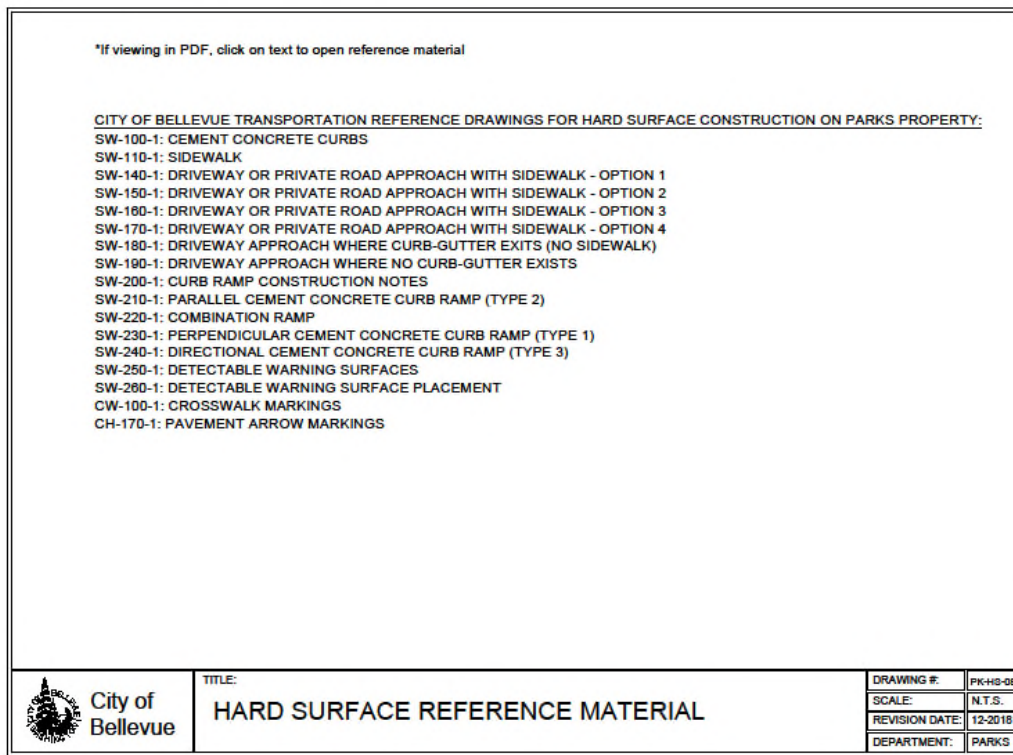 *If viewing in PDF, click on text to open reference material
CITY OF BELLEVUE TRANSPORTATION REFERENCE DRAWINGS FOR HARD SURFACE CONSTRUCTION ON PARKS PROPERTY:
SW-100-1: CEMENT CONCRETE CURBS
SW-110-1: SIDEWALK
SW-140-1: DRIVEWAY OR PRIVATE ROAD APPROACH WITH SIDEWALK - OPTION 1
SW-150-1: DRIVEWAY OR PRIVATE ROAD APPROACH WITH SIDEWALK - OPTION 2
SW-160-1: DRIVEWAY OR PRIVATE ROAD APPROACH WITH SIDEWALK - OPTION 3
SW-170-1: DRIVEWAY OR PRIVATE ROAD APPROACH WITH SIDEWALK - OPTION 4
SW-180-1: DRIVEWAY APPROACH WHERE CURB-GUTTER EXITS (NO SIDEWALK)
SW-190-1: DRIVEWAY APPROACH WHERE NO CURB-GUTTER EXISTS
SW-200-1: CURB RAMP CONSTRUCTION NOTES
SW-210-1: PARALLEL CEMENT CONCRETE CURB RAMP (TYPE 2)
SW-220-1: COMBINATION RAMP
SW-230-1: PERPENDICULAR CEMENT CONCRETE CURB RAMP (TYPE 1)
SW-240-1: DIRECTIONAL CEMENT CONCRETE CURB RAMP (TYPE 3)
SW-250-1: DETECTABLE WARNING SURFACES
SW-260-1: DETECTABLE WARNING SURFACE PLACEMENT
CW-100-1: CROSSWALK MARKINGS
CH-170-1: PAVEMENT ARROW MARKINGS
City of
Bellevue
TITLE:
HARD SURFACE REFERENCE MATERIAL
DRAWING #:
SCALE: N.T.S.
REVISION DATE: 12-2018
DEPARTMENT: PARKS